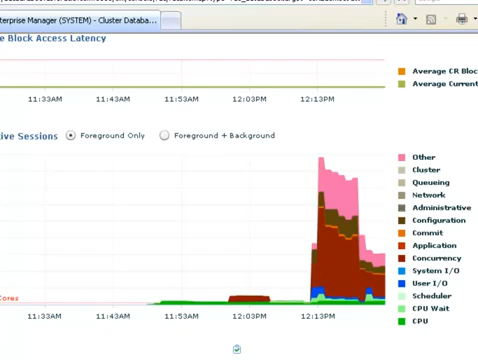 terprise Manager (SYSTEM) - Cluster Databa...
e Block Access Latency
Average CR Bloc
Average Current
11:33AM 11:43AM 11:53AM 12:03PM 12:13PM
tive Sessions Foreground Only Foreground + Background
Other
Cluster
Queueing
Network
Administrative
Configuration
Commit
Application
Concurrency
System I/O
User I/O
Scheduler
CPU Wait
CPU
Cores
11:33AM 11:43AM 11:53AM 12:03PM 12:13PM